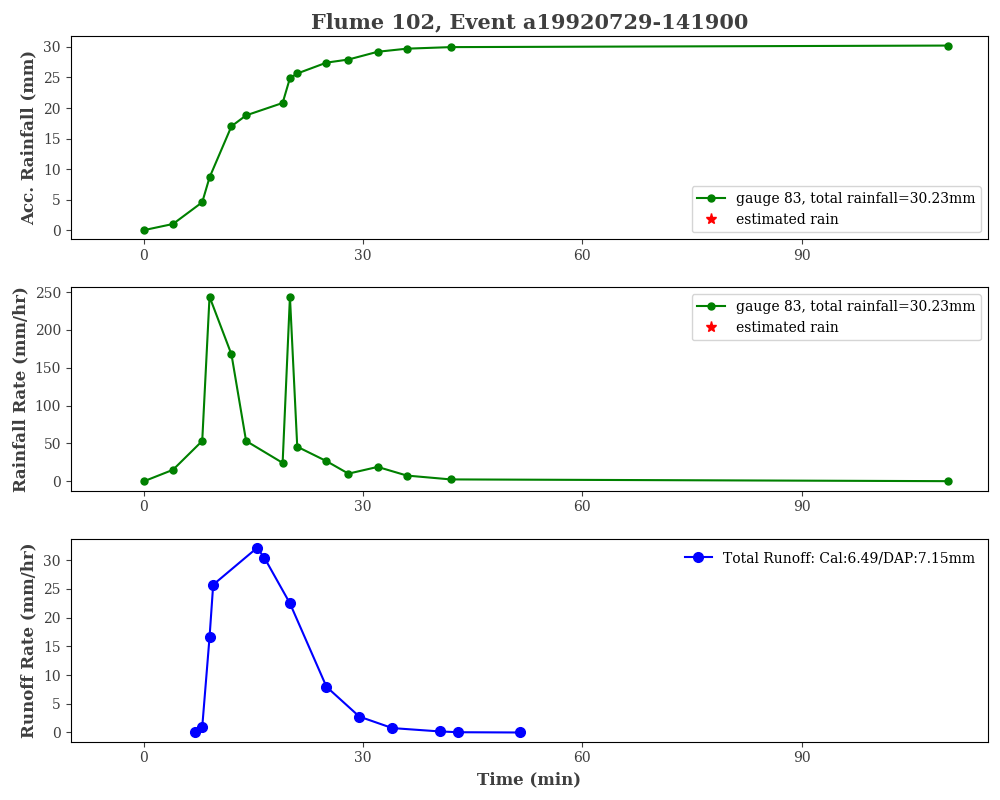 Flume 102, Event a19920729-141900
Acc. Rainfall (mm)
30
25
20
15
10
5
0
gauge 83, total rainfall=30.23mm
estimated rain
0 30 60 90
Rainfall Rate (mm/hr)
250
200
150
100
50
0
gauge 83, total rainfall=30.23mm
estimated rain
0 30 60 90
Runoff Rate (mm/hr)
30
25
20
15
10
5
0
Total Runoff: Cal:6.49/DAP:7.15mm
0 30 60 90
Time (min)